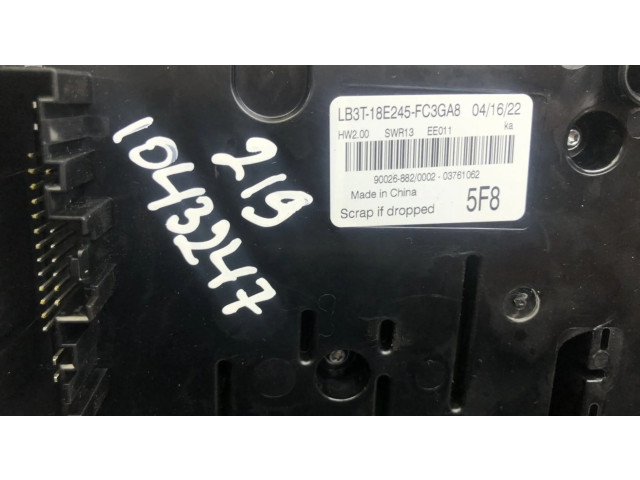 LB3T-18E245-FC3GA8 04/16/22
HW2.00 SWR13 EE011 ka
90026-882/0002 - 03761062
Made in China
Scrap if dropped 5F8
219
1043247